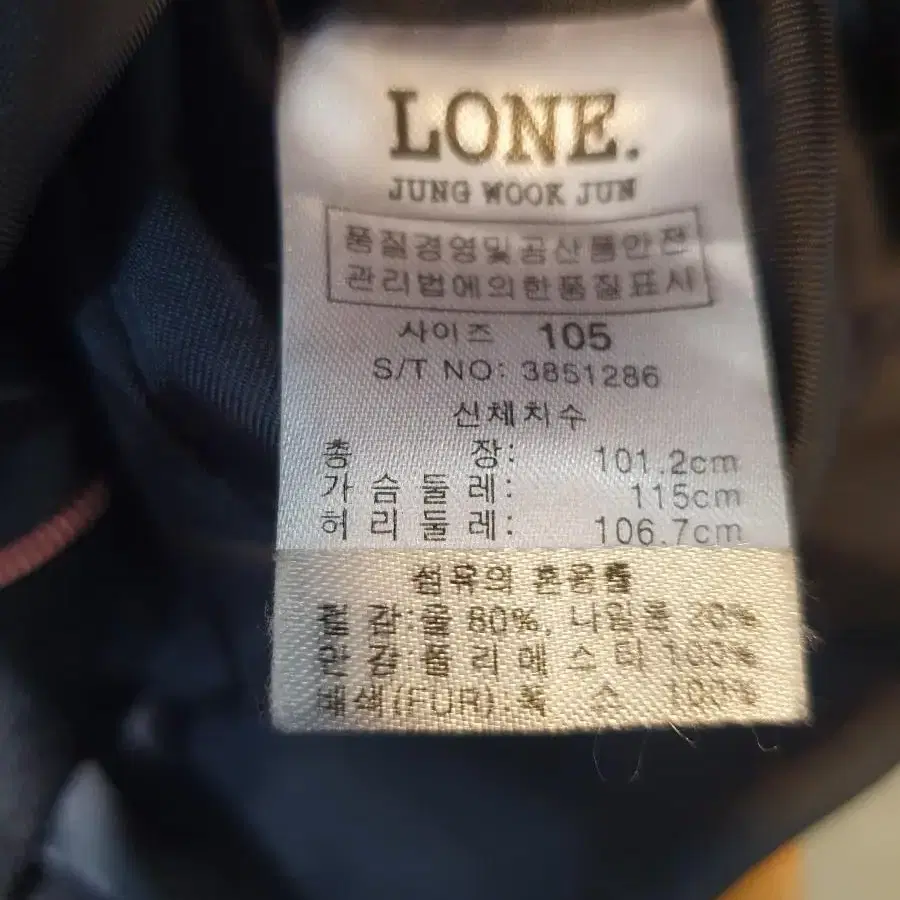 LONE.
JUNG WOOK JUN
품질경영및공산품안전
관리법에의한품질표시
사이즈 105
S/T NO: 3851286
신체치수
총 장: 101.2cm
가 슴 둘 레: 115cm
허 리 둘 레: 106.7cm
섬유의 혼용률
겉 감:울 80%, 나일론 20%
안 감:폴 리 에 스 터 100%
배색(FUR):폭 스 100%